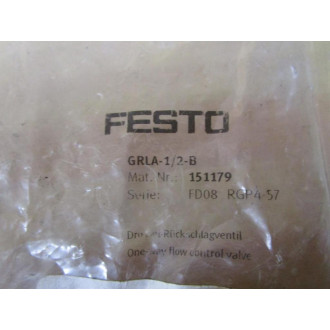 FESTO
GRLA-1/2-B
Mat. Nr.: 151179
Serie: FD08 RGP4-57
Drossel-Rückschlagventil
One-way flow control valve